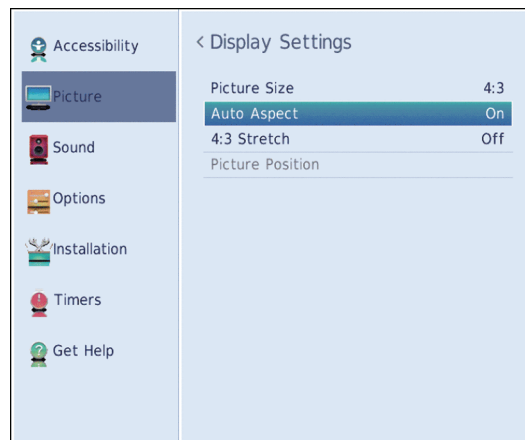 Accessibility
Picture
Sound
Options
Installation
Timers
Get Help
< Display Settings
Picture Size 4:3
Auto Aspect On
4:3 Stretch Off
Picture Position